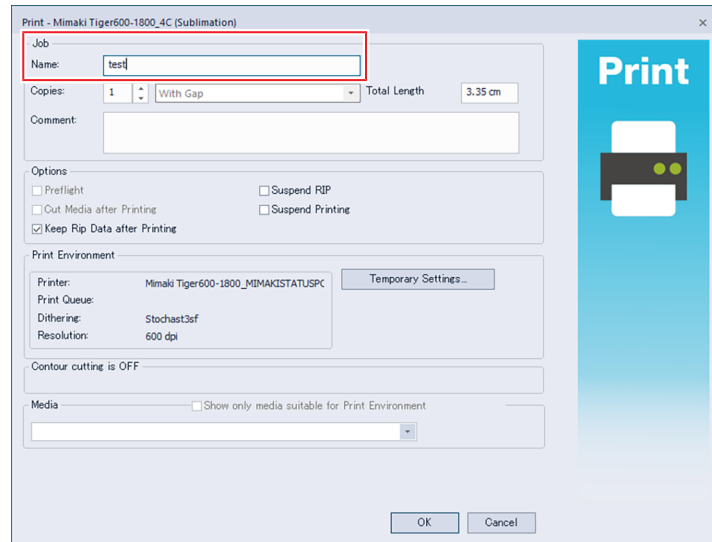 Print - Mimaki Tiger600-1800_4C (Sublimation)
Job
Name: test
Copies: 1 With Gap Total Length 3.35 cm
Comment:
Print
Options
Preflight Suspend RIP
Cut Media after Printing Suspend Printing
Keep Rip Data after Printing
Print Environment
Printer: Mimaki Tiger600-1800_MIMAKISTATUSPC Temporary Settings...
Print Queue:
Dithering: Stochast3sf
Resolution: 600 dpi
Contour cutting is OFF
Media Show only media suitable for Print Environment
OK Cancel